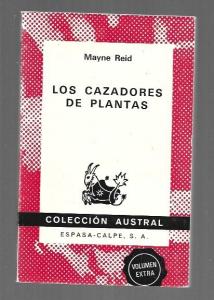 Mayne Reid
LOS CAZADORES
DE PLANTAS
COLECCIÓN AUSTRAL
ESPASA-CALPE, S. A.
VOLUMEN
EXTRA